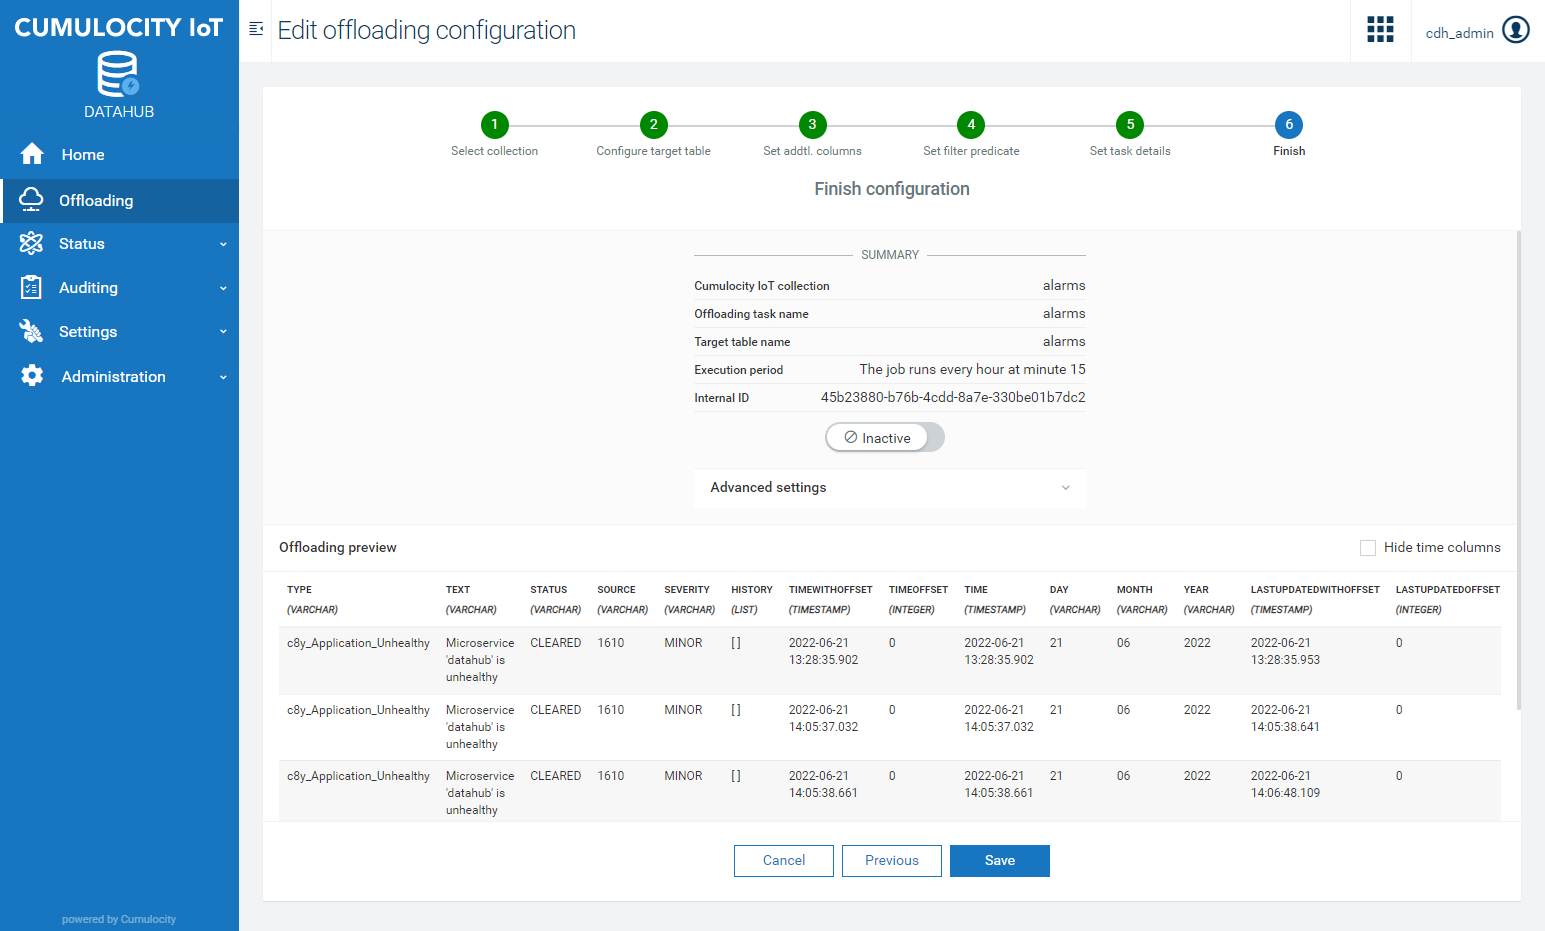 CUMULOCITY IoT
DATAHUB
Home
Offloading
Status
Auditing
Settings
Administration
powered by Cumulocity
Edit offloading configuration
cdh_admin
1 2 3 4 5 6
Select collection Configure target table Set addtl. columns Set filter predicate Set task details Finish
Finish configuration
SUMMARY
Cumulocity IoT collection alarms
Offloading task name alarms
Target table name alarms
Execution period The job runs every hour at minute 15
Internal ID 45b23880-b76b-4cdd-8a7e-330be01b7dc2
Inactive
Advanced settings
Offloading preview Hide time columns
TYPE TEXT STATUS SOURCE SEVERITY HISTORY TIMEWITHOFFSET TIMEOFFSET TIME DAY MONTH YEAR LASTUPDATEDWITHOFFSET LASTUPDATEDOFFSET
(VARCHAR) (VARCHAR) (VARCHAR) (VARCHAR) (VARCHAR) (LIST) (TIMESTAMP) (INTEGER) (TIMESTAMP) (VARCHAR) (VARCHAR) (VARCHAR) (TIMESTAMP) (INTEGER)
c8y_Application_Unhealthy Microservice CLEARED 1610 MINOR [ ] 2022-06-21 0 2022-06-21 21 06 2022 2022-06-21 0
'datahub' is 13:28:35.902 13:28:35.902 13:28:35.953
unhealthy
c8y_Application_Unhealthy Microservice CLEARED 1610 MINOR [ ] 2022-06-21 0 2022-06-21 21 06 2022 2022-06-21 0
'datahub' is 14:05:37.032 14:05:37.032 14:05:38.641
unhealthy
c8y_Application_Unhealthy Microservice CLEARED 1610 MINOR [ ] 2022-06-21 0 2022-06-21 21 06 2022 2022-06-21 0
'datahub' is 14:05:38.661 14:05:38.661 14:06:48.109
unhealthy
Cancel Previous Save